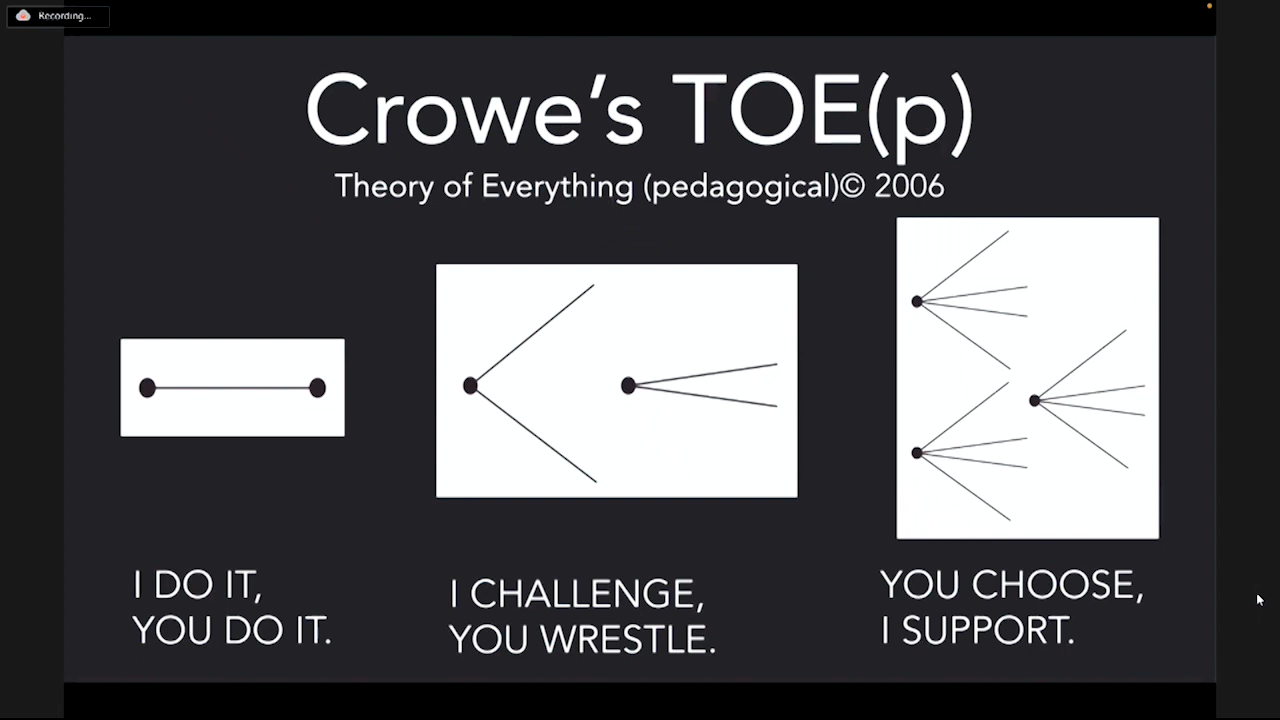 Recording...
Crowe’s TOE(p)
Theory of Everything (pedagogical)© 2006
I DO IT,
YOU DO IT.
I CHALLENGE,
YOU WRESTLE.
YOU CHOOSE,
I SUPPORT.